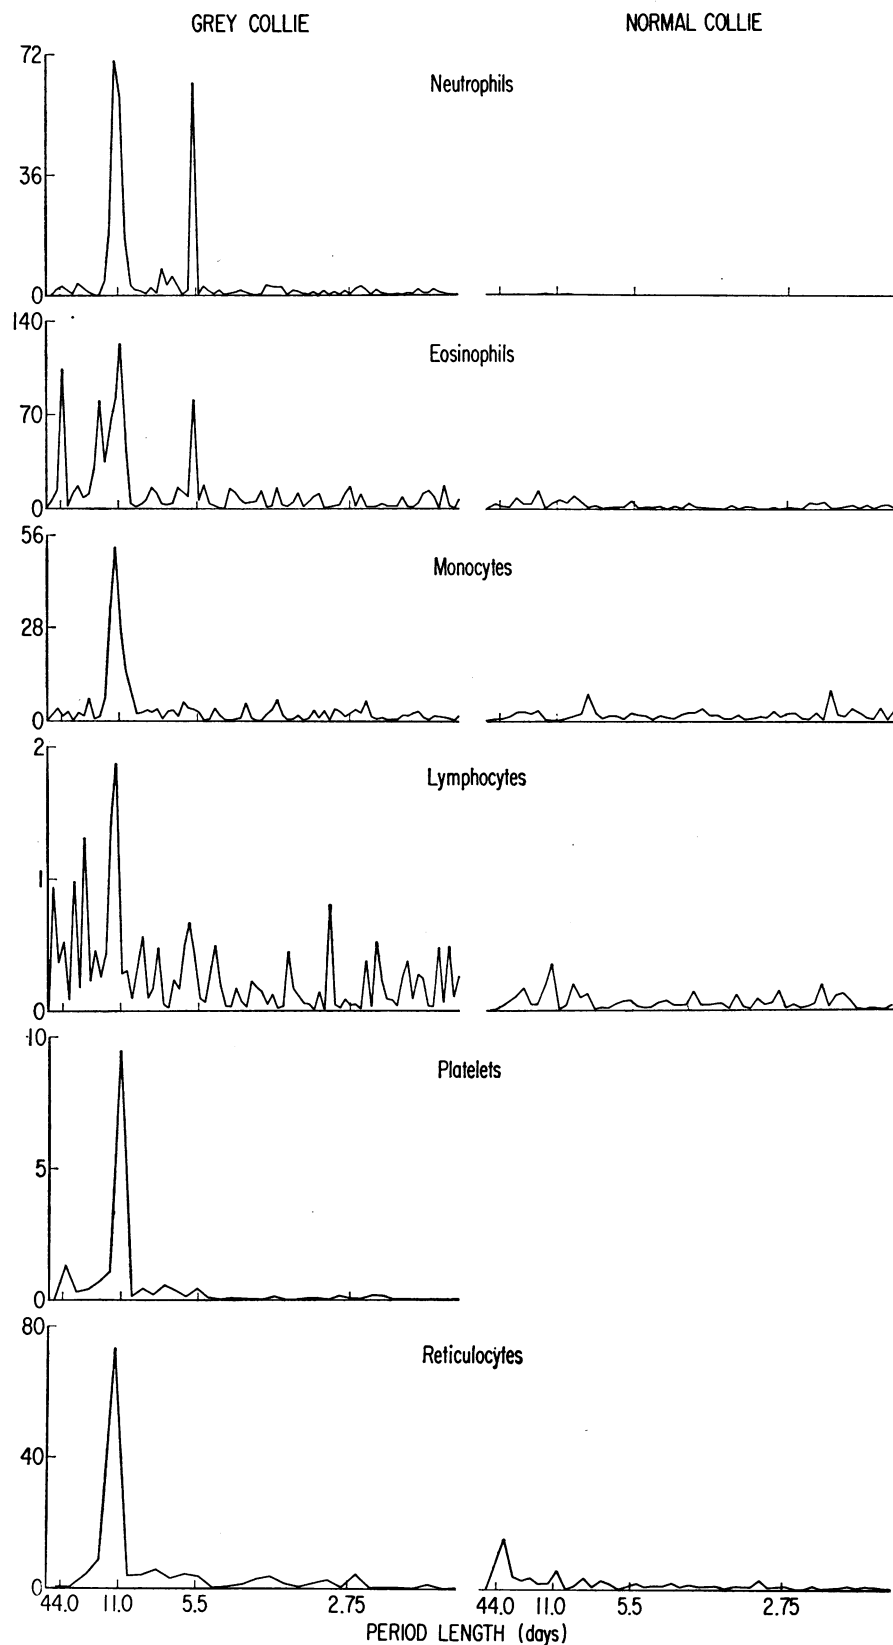 GREY COLLIE NORMAL COLLIE
72
Neutrophils
36
0
140
Eosinophils
70
0
56
Monocytes
28
0
2
Lymphocytes
1
0
10
Platelets
5
0
80
Reticulocytes
40
0
44.0 11.0 5.5 2.75 44.0 11.0 5.5 2.75
PERIOD LENGTH (days)